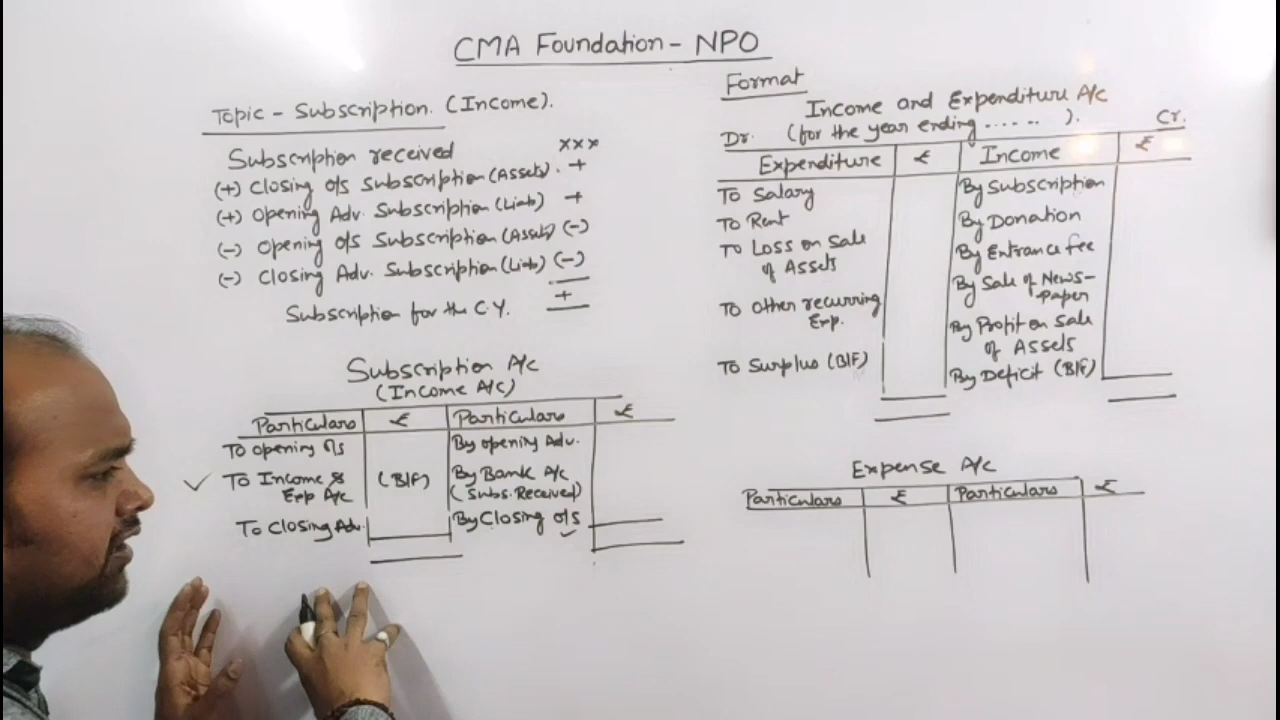 CMA Foundation - NPO
Topic - Subscription. (Income).
Subscription received xxx
(+) Closing o/s Subscription (Assets). +
(+) Opening Adv. Subscription (Liab) +
(-) Opening o/s Subscription (Assets) (-)
(-) Closing Adv. Subscription (Liab) (-)
Subscription for the C.Y. +
Subscription A/c
(Income A/c)
Particulars ₹ Particulars ₹
To Opening o/s By Opening Adv.
To Income & (B/F) By Bank A/c
Exp A/c (Subs. Received)
To Closing Adv. By Closing o/s
Format
Income and Expenditure A/c
Dr. (for the year ending ......). Cr.
Expenditure ₹ Income ₹
To Salary By Subscription
To Rent By Donation
To Loss on Sale By Entrance fee
of Assets By Sale of News-
paper
To Other recurring By Profit on Sale
Exp. of Assets
To Surplus (B/F) By Deficit (B/F)
Expense A/c
Particulars ₹ Particulars ₹